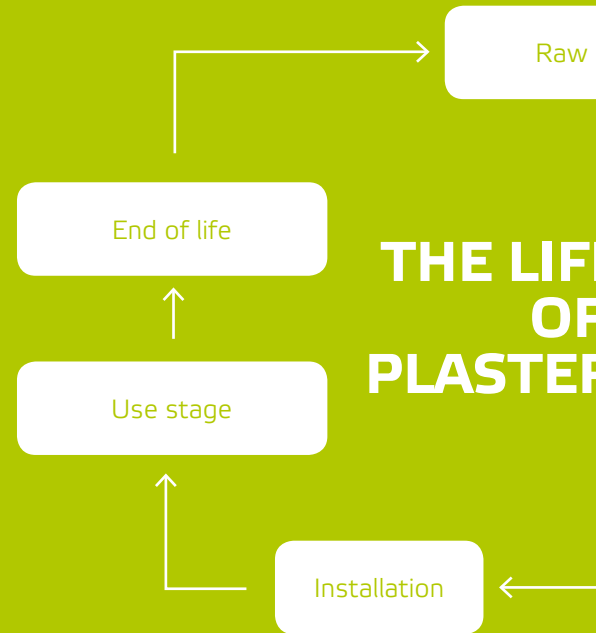 Raw
End of life
THE LIF
OF
PLASTER
Use stage
Installation